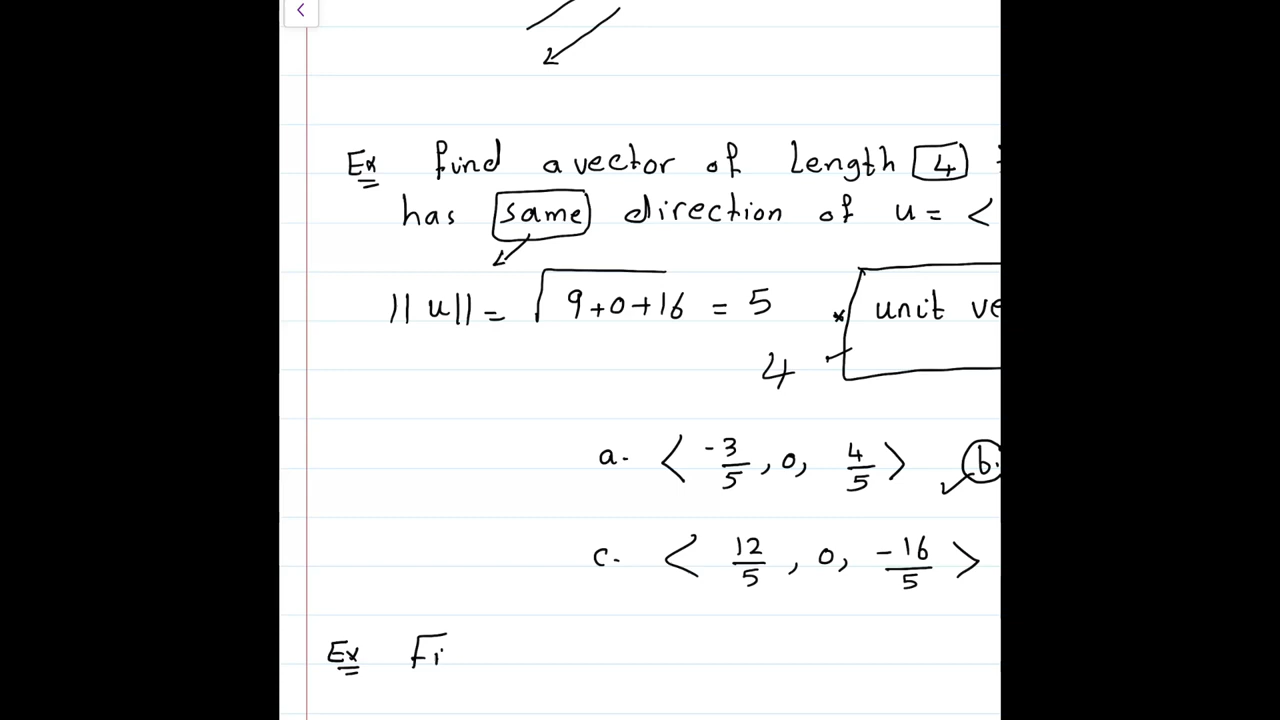 Ex find a vector of length 4
has same direction of u = <
||u|| = √9+0+16 = 5 * unit
4
a. < -3/5 , 0, 4/5 > b.
c. < 12/5 , 0, -16/5 >
Ex Fi